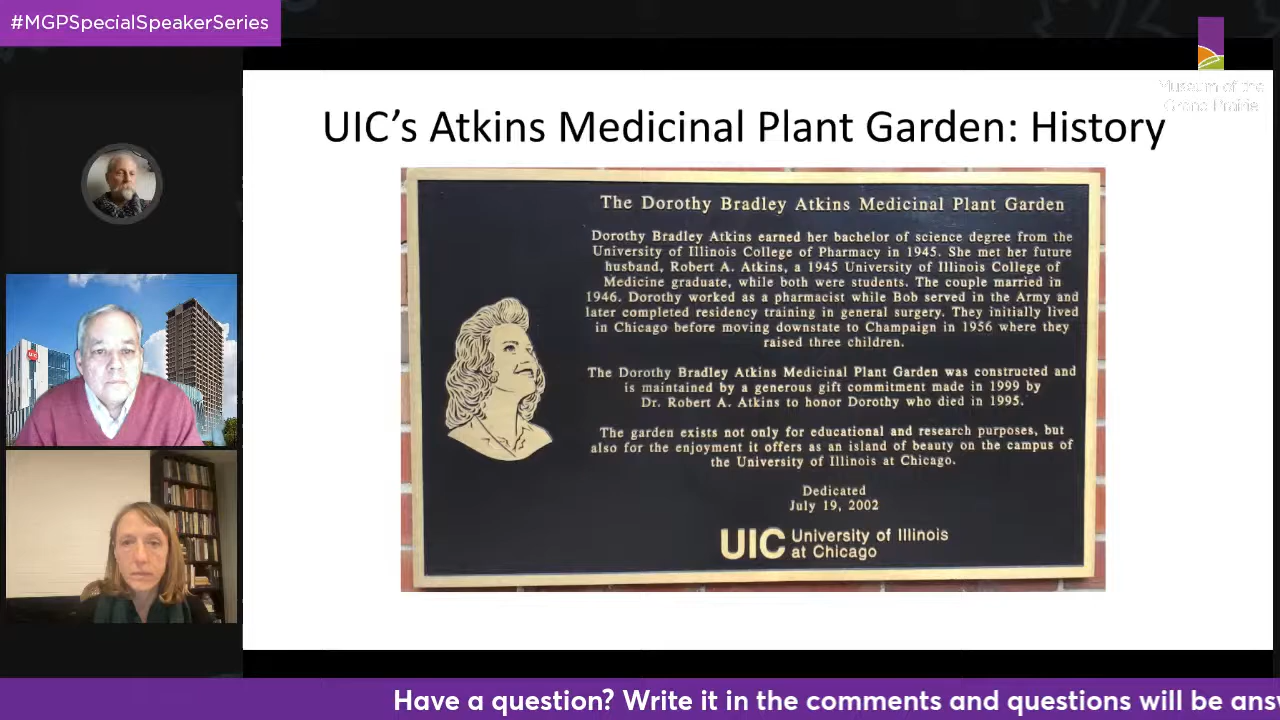 #MGPSpecialSpeakerSeries
Museum of the
Grand Prairie
UIC's Atkins Medicinal Plant Garden: History
The Dorothy Bradley Atkins Medicinal Plant Garden
Dorothy Bradley Atkins earned her bachelor of science degree from the
University of Illinois College of Pharmacy in 1945. She met her future
husband, Robert A. Atkins, a 1945 University of Illinois College of
Medicine graduate, while both were students. The couple married in
1946. Dorothy worked as a pharmacist while Bob served in the Army and
later completed residency training in general surgery. They initially lived
in Chicago before moving downstate to Champaign in 1956 where they
raised three children.
The Dorothy Bradley Atkins Medicinal Plant Garden was constructed and
is maintained by a generous gift commitment made in 1999 by
Dr. Robert A. Atkins to honor Dorothy who died in 1995.
The garden exists not only for educational and research purposes, but
also for the enjoyment it offers as an island of beauty on the campus of
the University of Illinois at Chicago.
Dedicated
July 19, 2002
UIC University of Illinois
at Chicago
UIC
Have a question? Write it in the comments and questions will be ans